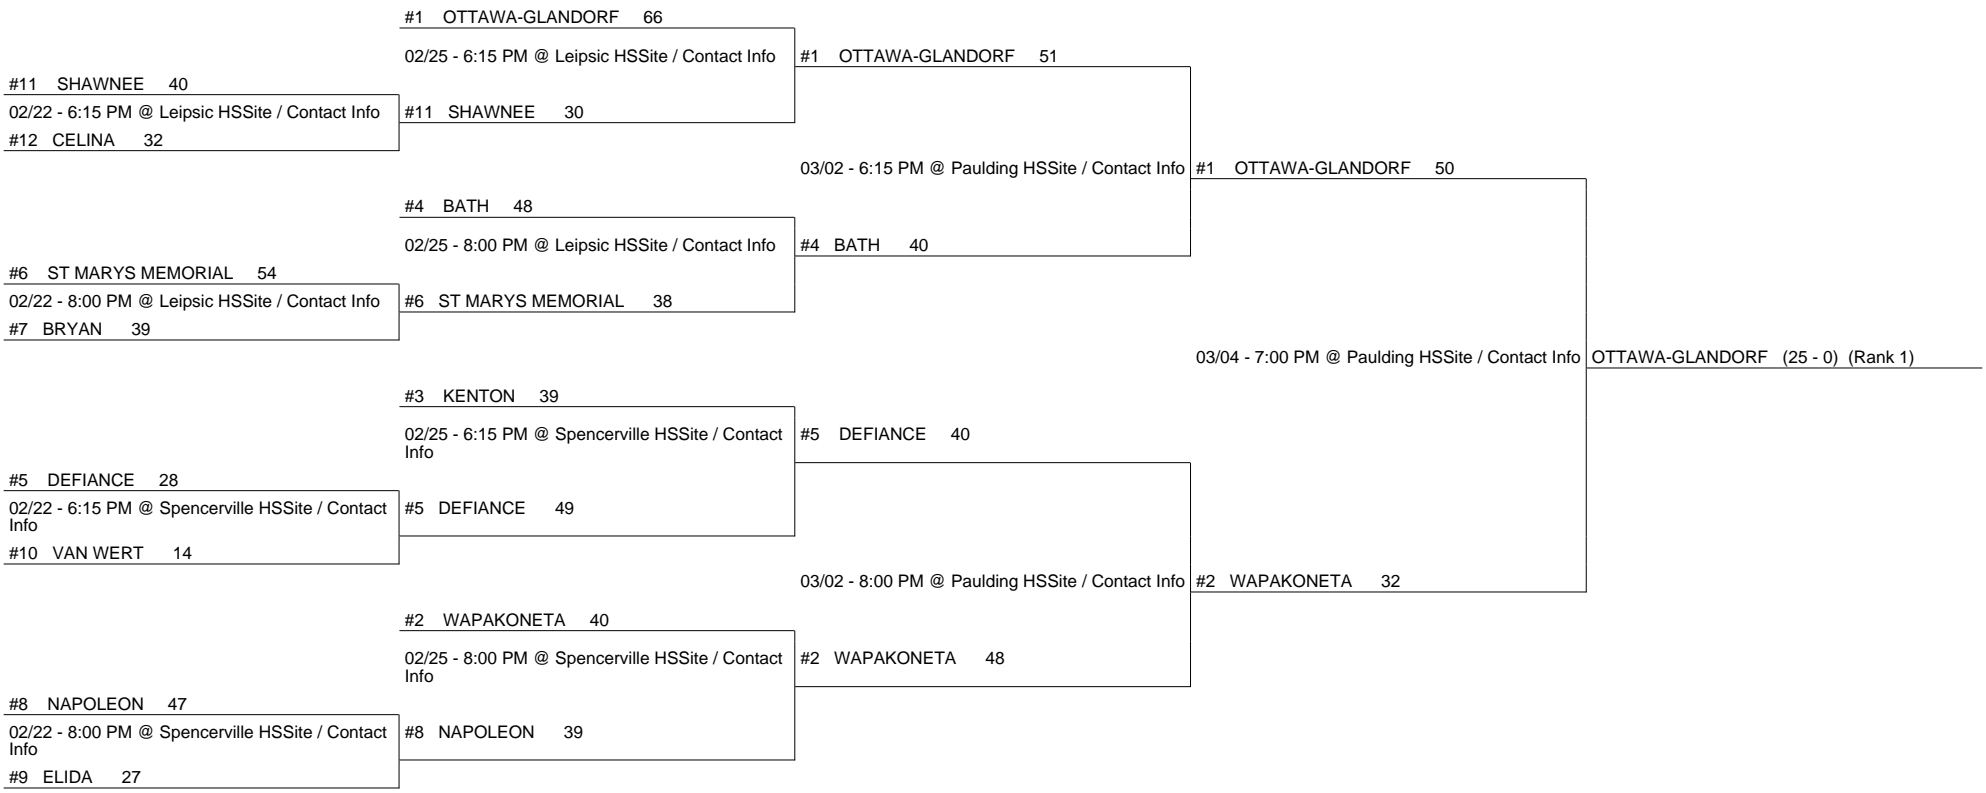 #1 OTTAWA-GLANDORF 66
02/25 - 6:15 PM @ Leipsic HSSite / Contact Info
#1 OTTAWA-GLANDORF 51
#11 SHAWNEE 40
02/22 - 6:15 PM @ Leipsic HSSite / Contact Info
#11 SHAWNEE 30
#12 CELINA 32
03/02 - 6:15 PM @ Paulding HSSite / Contact Info
#1 OTTAWA-GLANDORF 50
#4 BATH 48
02/25 - 8:00 PM @ Leipsic HSSite / Contact Info
#4 BATH 40
#6 ST MARYS MEMORIAL 54
02/22 - 8:00 PM @ Leipsic HSSite / Contact Info
#6 ST MARYS MEMORIAL 38
#7 BRYAN 39
03/04 - 7:00 PM @ Paulding HSSite / Contact Info
OTTAWA-GLANDORF (25 - 0) (Rank 1)
#3 KENTON 39
02/25 - 6:15 PM @ Spencerville HSSite / Contact
Info
#5 DEFIANCE 40
#5 DEFIANCE 28
02/22 - 6:15 PM @ Spencerville HSSite / Contact
Info
#5 DEFIANCE 49
#10 VAN WERT 14
03/02 - 8:00 PM @ Paulding HSSite / Contact Info
#2 WAPAKONETA 32
#2 WAPAKONETA 40
02/25 - 8:00 PM @ Spencerville HSSite / Contact
Info
#2 WAPAKONETA 48
#8 NAPOLEON 47
02/22 - 8:00 PM @ Spencerville HSSite / Contact
Info
#8 NAPOLEON 39
#9 ELIDA 27